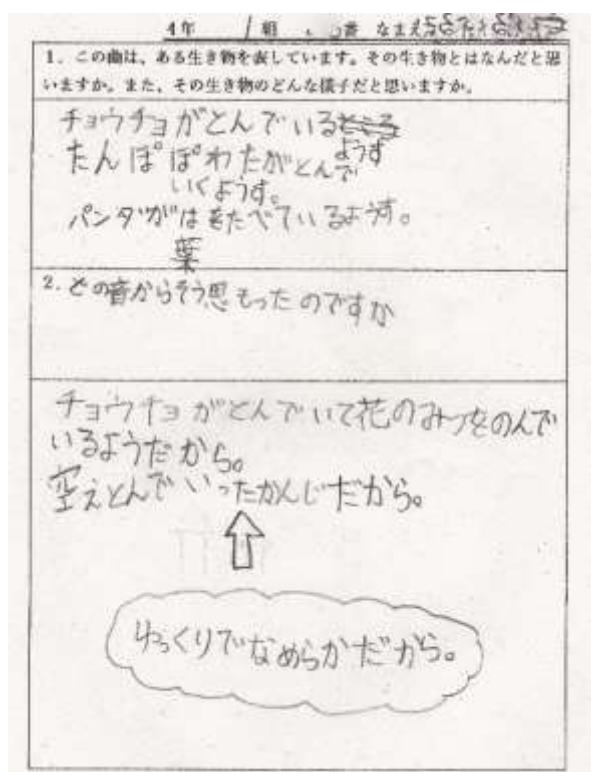 4年 1組 番 なまえ
1. この曲は、ある生き物を表しています。その生き物とはなんだと思
いますか。また、その生き物のどんな様子だと思いますか。
チョウチョがとんでいるようす
たんぽぽわたがとんで
いくようす。
パンダがはをたべているようす。
葉
2. どの音からそう思もったのですか
チョウチョがとんでいて花のみつをのんで
いるようだから。
空えとんでいったかんじだから。
ゆっくりでなめらかだから。